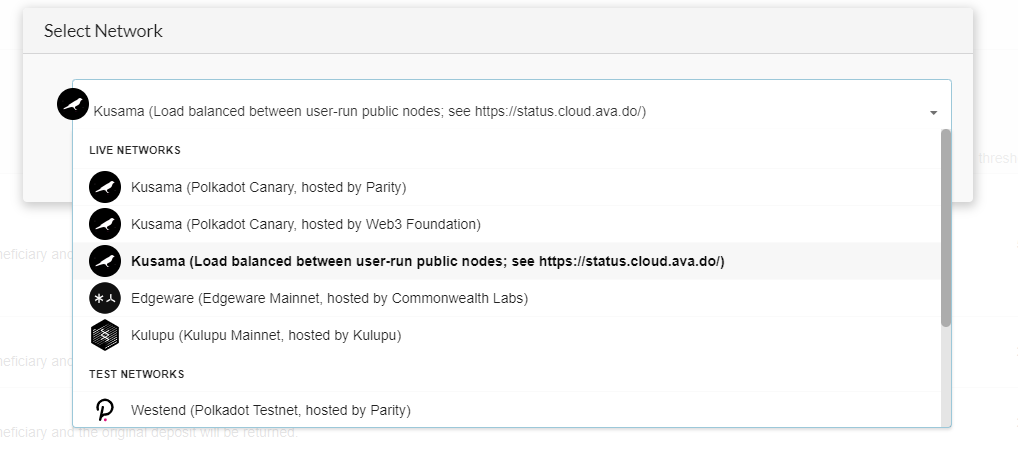 Select Network
Kusama (Load balanced between user-run public nodes; see https://status.cloud.ava.do/)
LIVE NETWORKS
thresh
Kusama (Polkadot Canary, hosted by Parity)
Kusama (Polkadot Canary, hosted by Web3 Foundation)
neficiary and
Kusama (Load balanced between user-run public nodes; see https://status.cloud.ava.do/)
Edgeware (Edgeware Mainnet, hosted by Commonwealth Labs)
Kulupu (Kulupu Mainnet, hosted by Kulupu)
neficiary and
TEST NETWORKS
Westend (Polkadot Testnet, hosted by Parity)
neficiary and the original deposit will be returned.